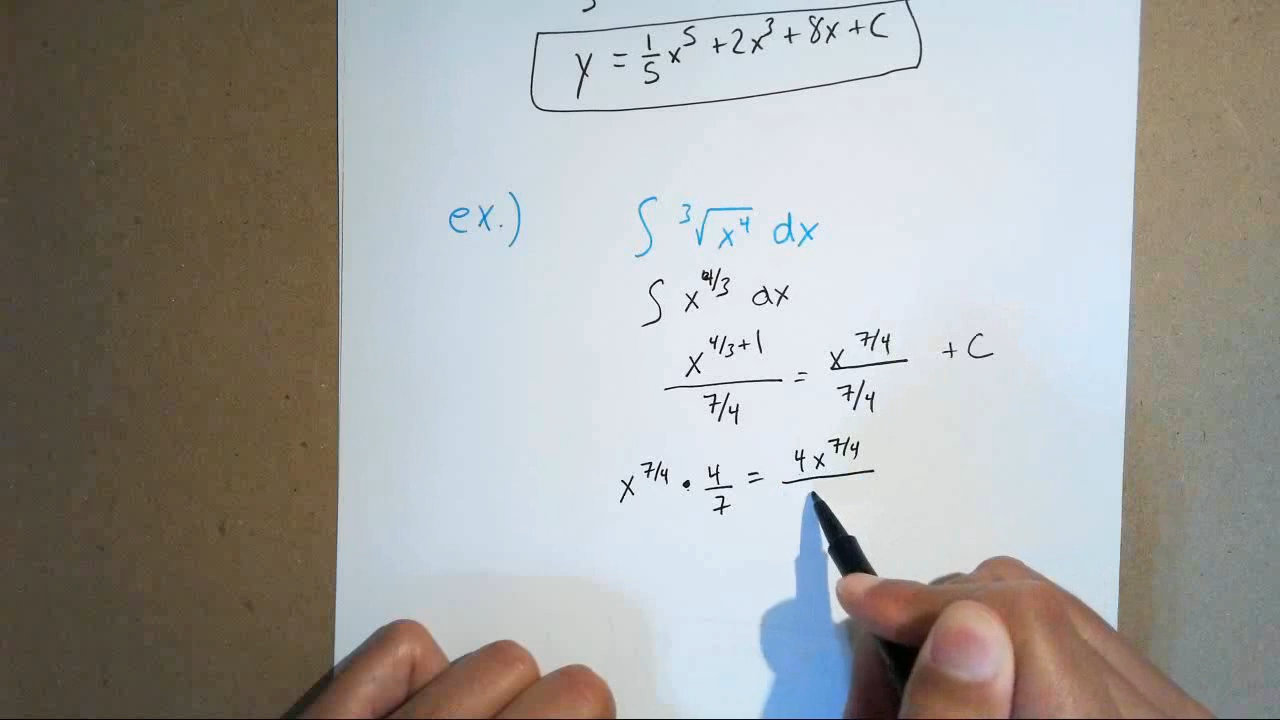 y = 1/5 x^5 + 2x^3 + 8x + C
ex.) ∫ ³√x^4 dx
∫ x^4/3 dx
x^4/3+1 / 7/4 = x^7/4 / 7/4 + C
x^7/4 · 4/7 = 4x^7/4